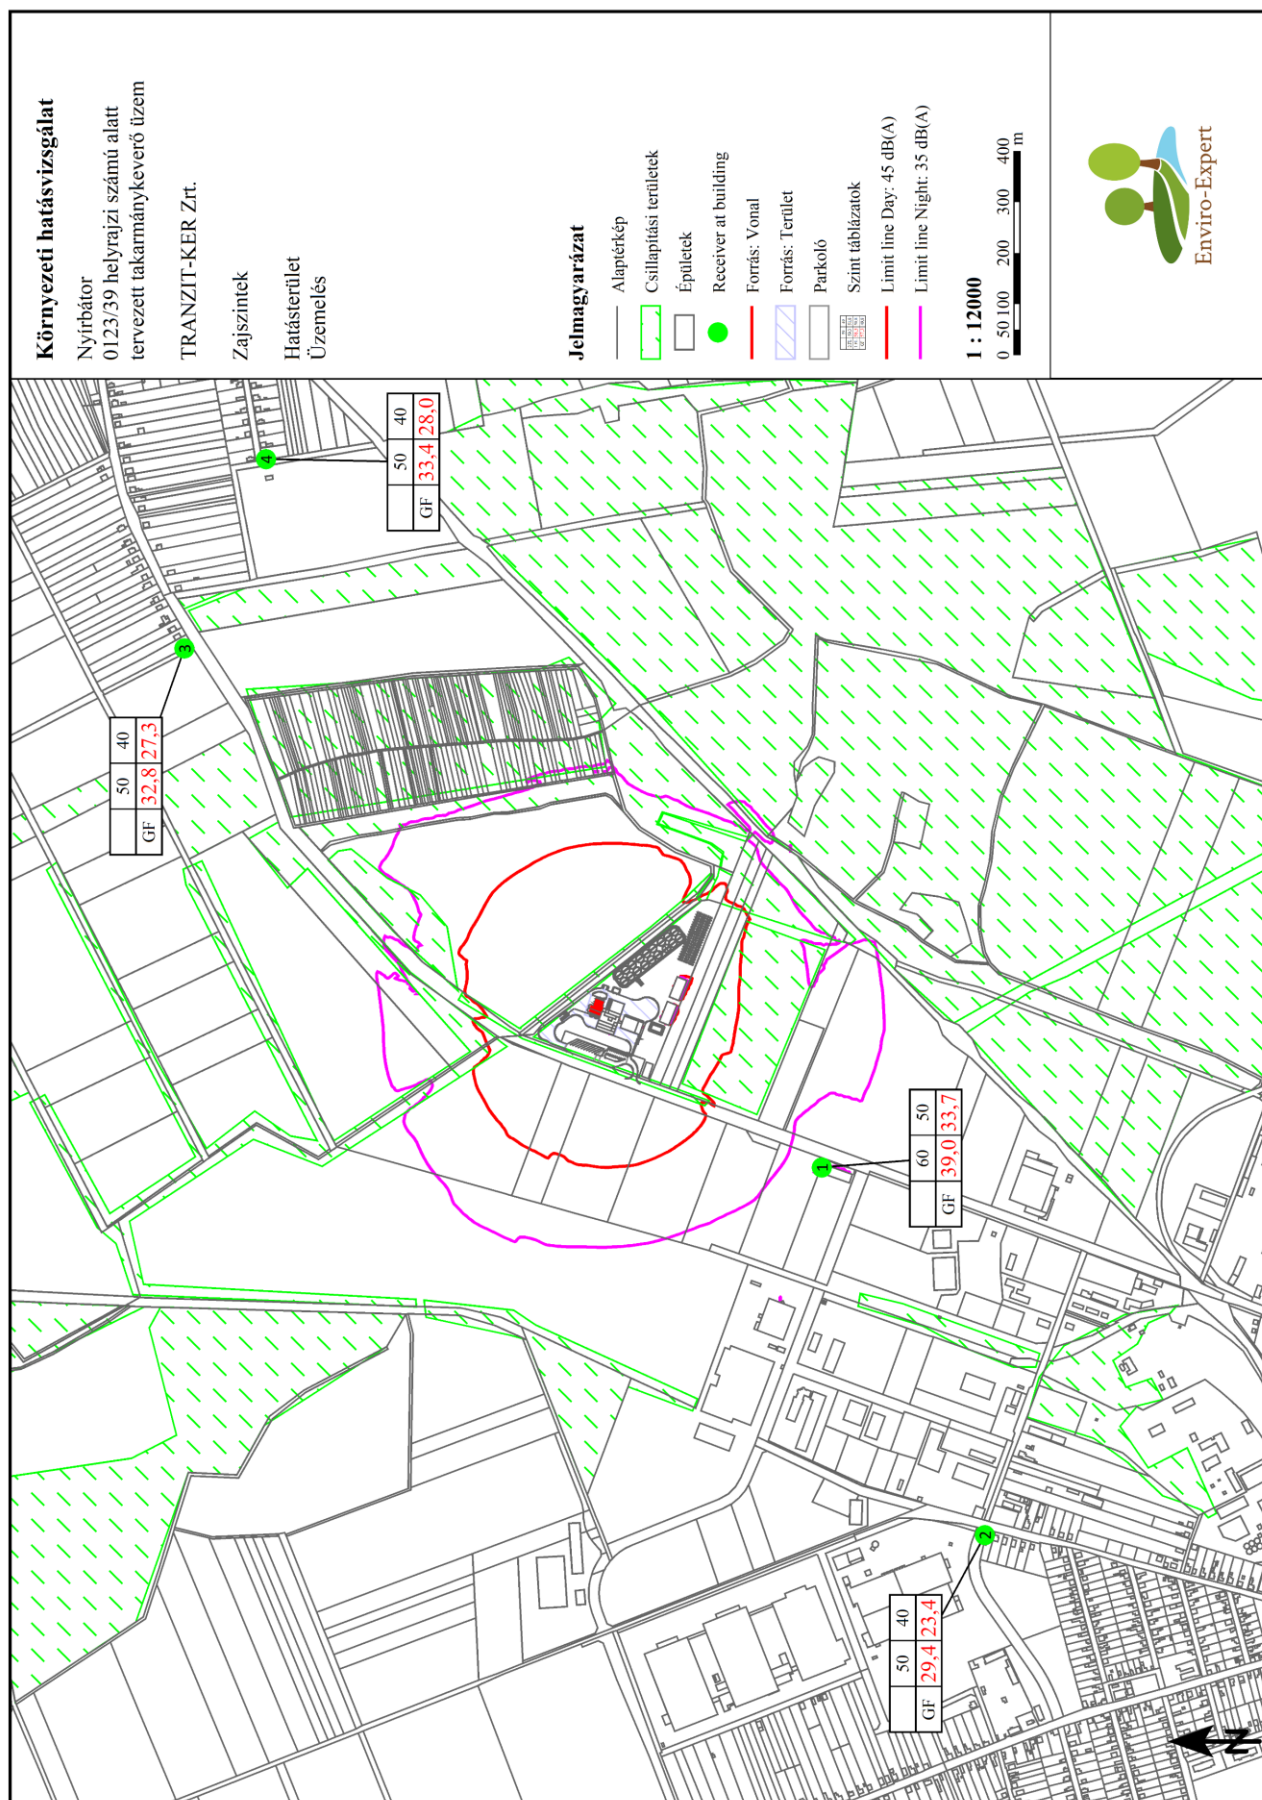 Környezeti hatásvizsgálat
Nyírbátor
0123/39 helyrajzi számú alatt
tervezett takarmánykeverő üzem
TRANZIT-KER Zrt.
Zajszintek
Hatásterület
Üzemelés
Jelmagyarázat
Alaptérkép
Csillapítási területek
Épületek
Receiver at building
Forrás: Vonal
Forrás: Terület
Parkoló
Szint táblázatok
Limit line Day: 45 dB(A)
Limit line Night: 35 dB(A)
1 : 12000
0 50 100 200 300 400
m
Enviro-Expert
50 40
GF 32,8 27,3
3
4
50 40
GF 33,4 28,0
1
60 50
GF 39,0 33,7
2
50 40
GF 29,4 23,4
N